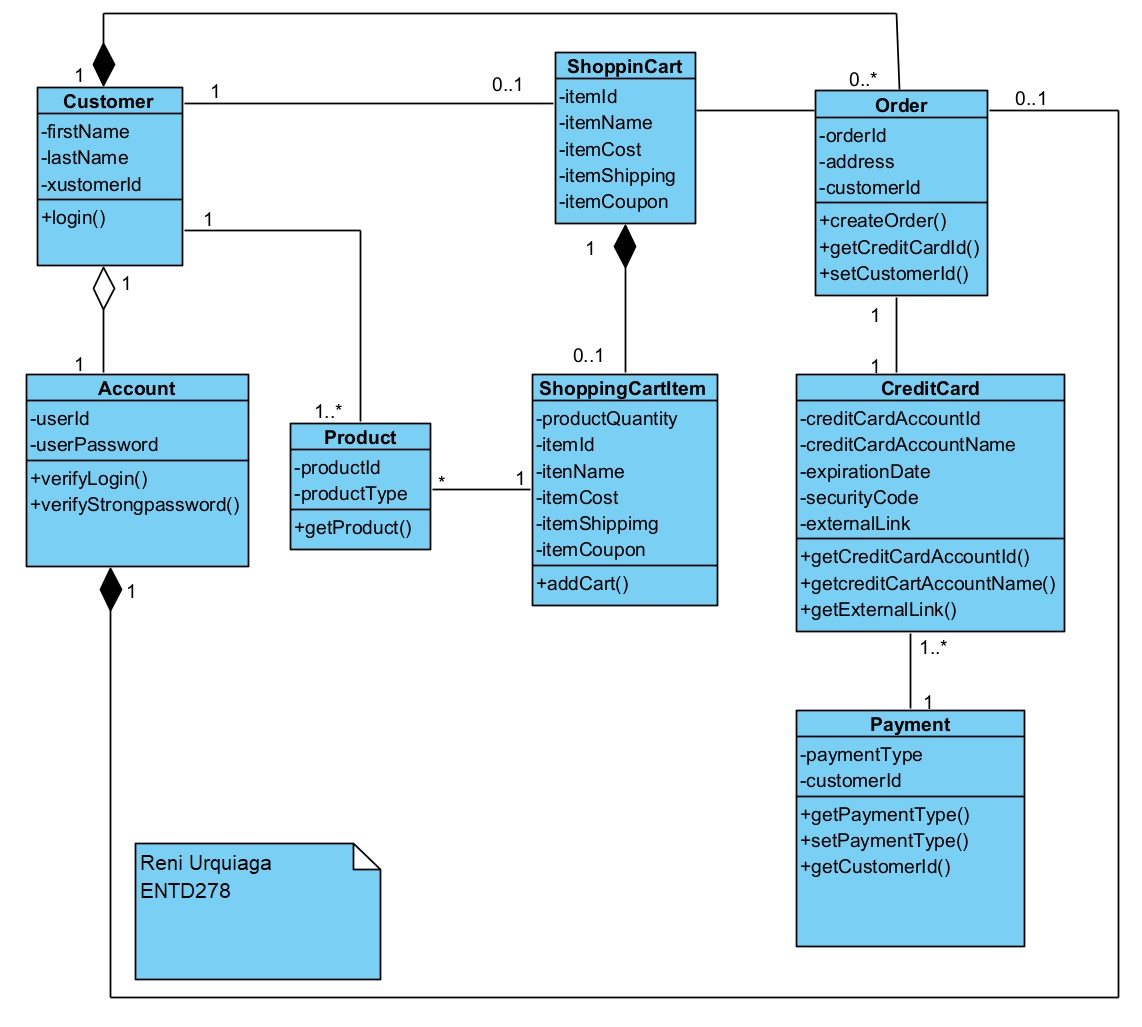 1
Customer
-firstName
-lastName
-xustomerId
+login()
1
0..1
ShoppinCart
-itemId
-itemName
-itemCost
-itemShipping
-itemCoupon
0..*
Order
-orderId
-address
-customerId
+createOrder()
+getCreditCardId()
+setCustomerId()
0..1
1
1
1
Account
-userId
-userPassword
+verifyLogin()
+verifyStrongpassword()
1
1..*
Product
-productId
-productType
+getProduct()
*
1
1
0..1
ShoppingCartItem
-productQuantity
-itemId
-itenName
-itemCost
-itemShippimg
-itemCoupon
+addCart()
1
1
CreditCard
-creditCardAccountId
-creditCardAccountName
-expirationDate
-securityCode
-externalLink
+getCreditCardAccountId()
+getcreditCartAccountName()
+getExternalLink()
1..*
1
Payment
-paymentType
-customerId
+getPaymentType()
+setPaymentType()
+getCustomerId()
Reni Urquiaga
ENTD278